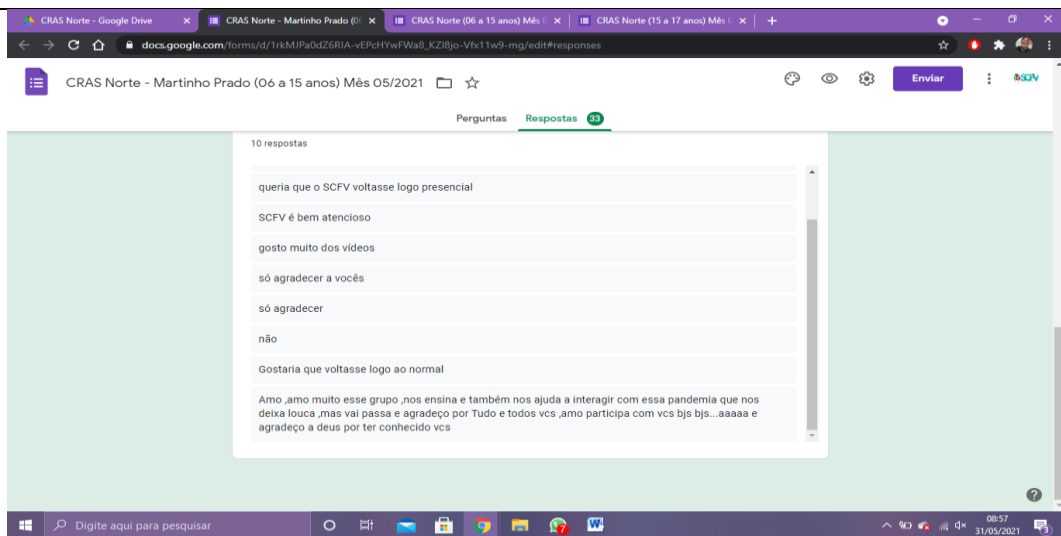 CRAS Norte - Google Drive
CRAS Norte - Martinho Prado (0
CRAS Norte (06 a 15 anos) Mês 0
CRAS Norte (15 a 17 anos) Mês 0
docs.google.com/forms/d/1rkMJPa0dZ6RIA-vEPcHYwFWa8_KZI8jo-Vfx11w9-mg/edit#responses
CRAS Norte - Martinho Prado (06 a 15 anos) Mês 05/2021
Enviar
SCFV
Perguntas Respostas 33
10 respostas
queria que o SCFV voltasse logo presencial
SCFV é bem atencioso
gosto muito dos vídeos
só agradecer a vocês
só agradecer
não
Gostaria que voltasse logo ao normal
Amo ,amo muito esse grupo ,nos ensina e também nos ajuda a interagir com essa pandemia que nos
deixa louca ,mas vai passa e agradeço por Tudo e todos vcs ,amo participa com vcs bjs bjs...aaaaa e
agradeço a deus por ter conhecido vcs
Digite aqui para pesquisar
7
W
08:57
31/05/2021
3